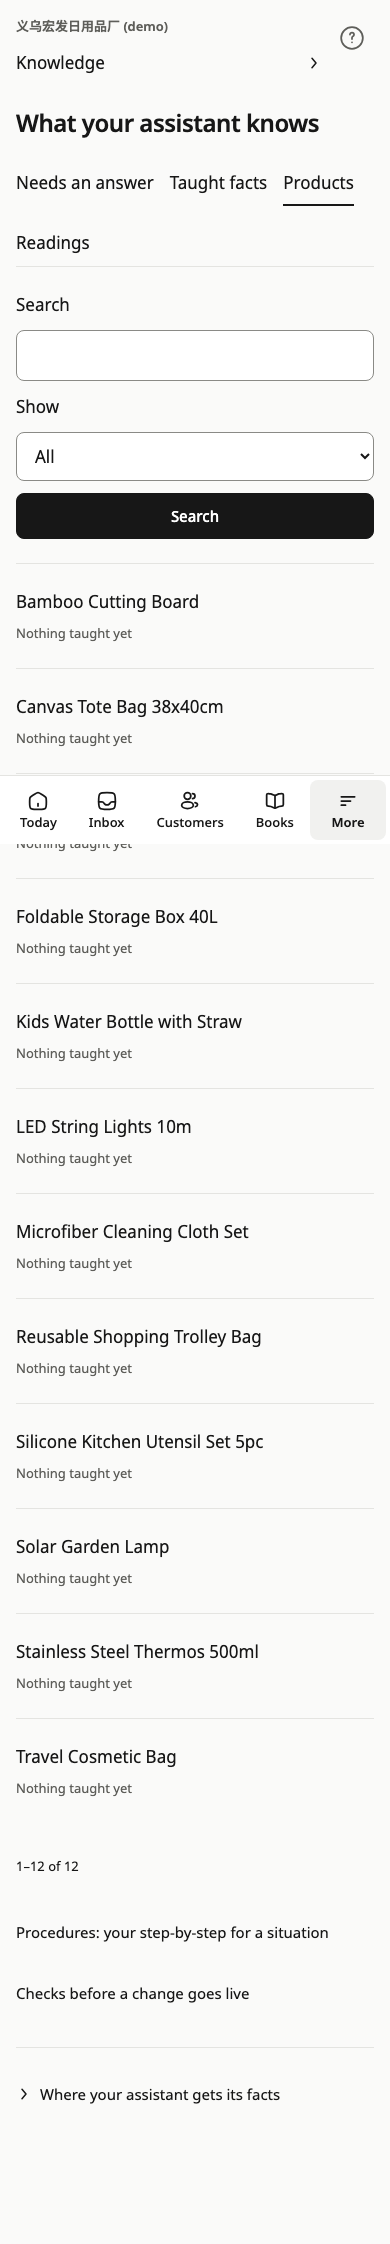 义乌宏发日用品厂 (demo)
Knowledge
What your assistant knows
Needs an answer Taught facts Products
Readings
Search
Show
All
Search
Bamboo Cutting Board
Nothing taught yet
Canvas Tote Bag 38x40cm
Nothing taught yet
Today Inbox Customers Books More
Nothing taught yet
Foldable Storage Box 40L
Nothing taught yet
Kids Water Bottle with Straw
Nothing taught yet
LED String Lights 10m
Nothing taught yet
Microfiber Cleaning Cloth Set
Nothing taught yet
Reusable Shopping Trolley Bag
Nothing taught yet
Silicone Kitchen Utensil Set 5pc
Nothing taught yet
Solar Garden Lamp
Nothing taught yet
Stainless Steel Thermos 500ml
Nothing taught yet
Travel Cosmetic Bag
Nothing taught yet
1–12 of 12
Procedures: your step-by-step for a situation
Checks before a change goes live
Where your assistant gets its facts